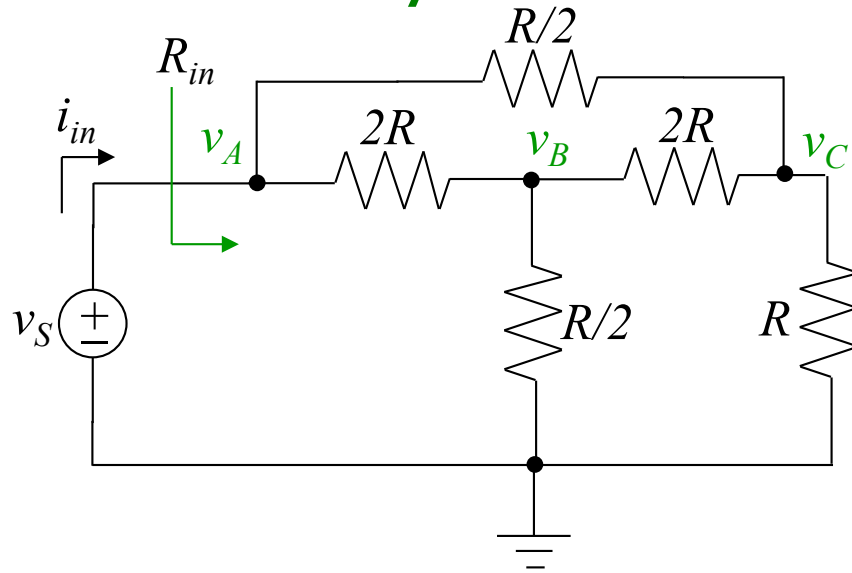 R/2
R_in
i_in
v_A
2R
v_B
2R
v_C
v_S
+
−
R/2
R